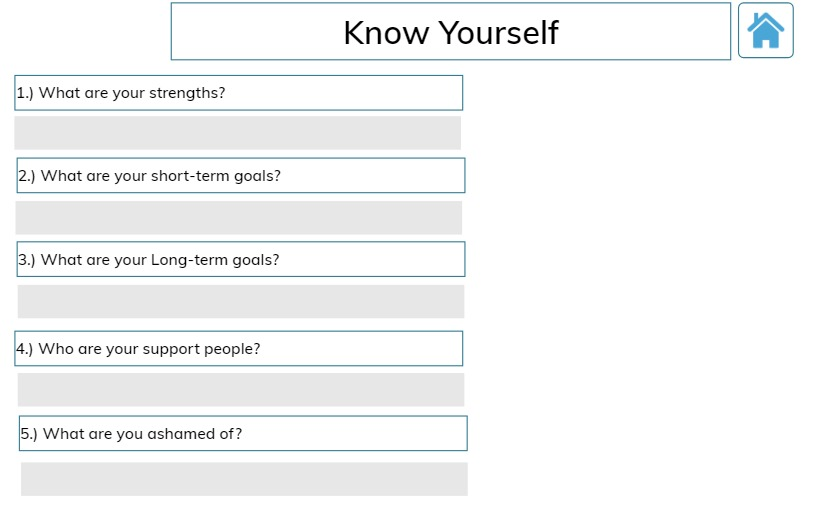 Know Yourself
1.) What are your strengths?
2.) What are your short-term goals?
3.) What are your Long-term goals?
4.) Who are your support people?
5.) What are you ashamed of?